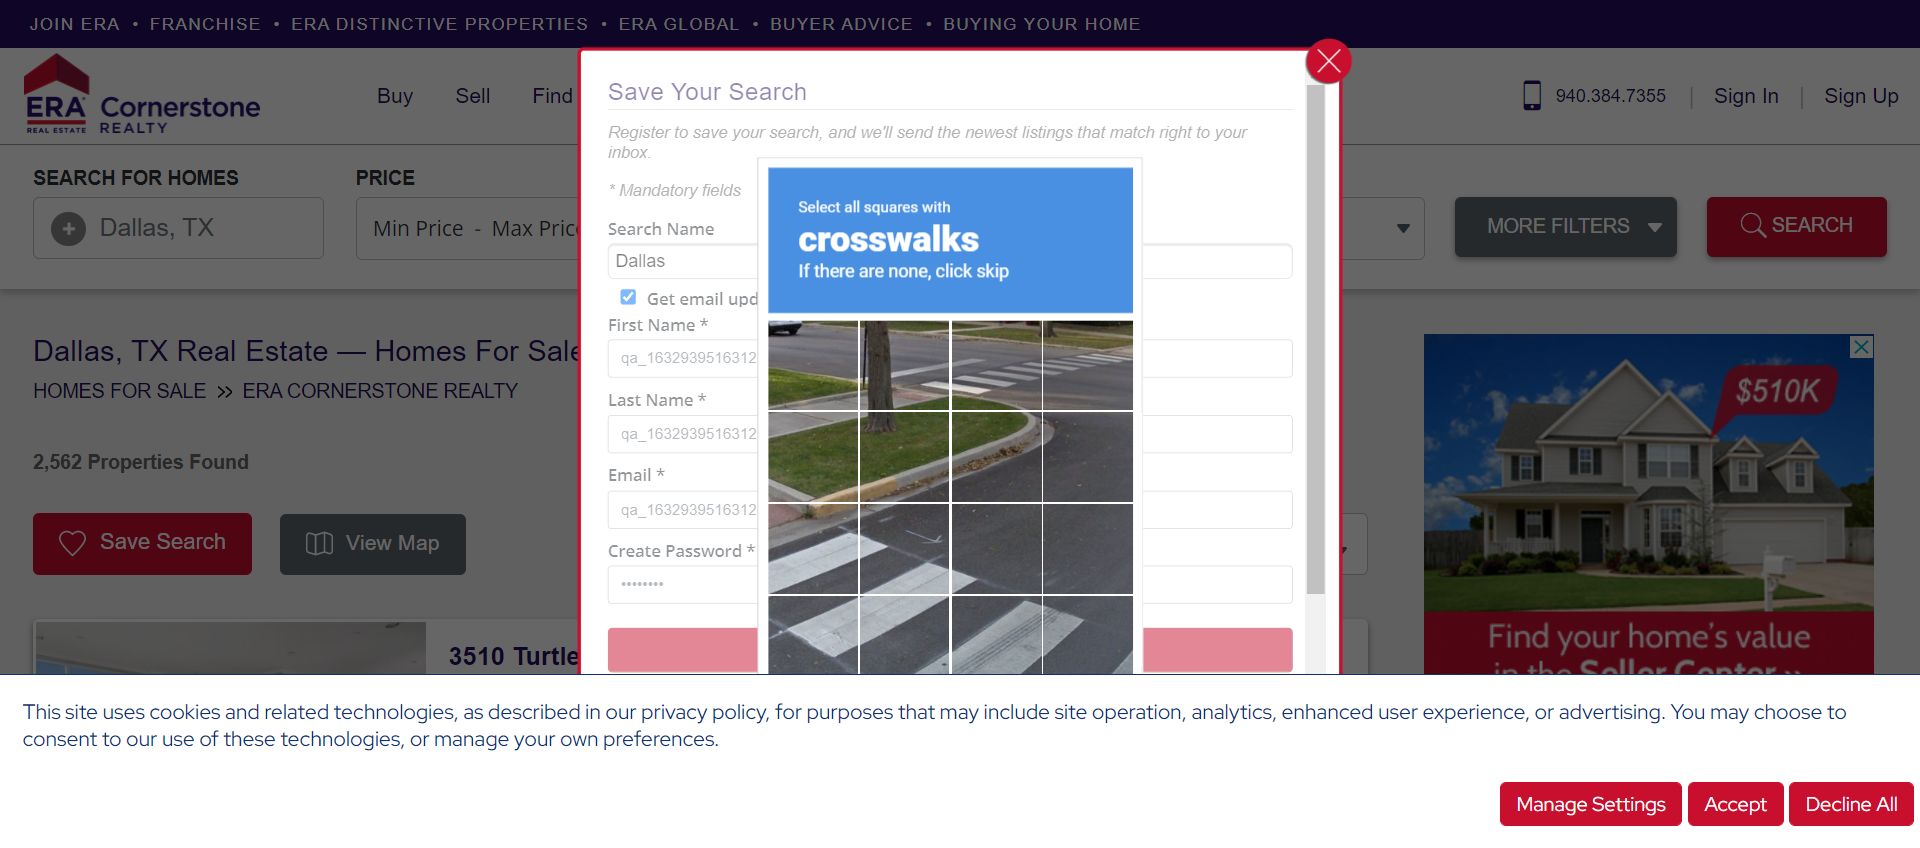 JOIN ERA • FRANCHISE • ERA DISTINCTIVE PROPERTIES • ERA GLOBAL • BUYER ADVICE • BUYING YOUR HOME
ERA
REAL ESTATE
Cornerstone
REALTY
Buy
Sell
Find
940.384.7355
Sign In
Sign Up
SEARCH FOR HOMES
Dallas, TX
PRICE
Min Price - Max Pric
MORE FILTERS
SEARCH
Save Your Search
Register to save your search, and we'll send the newest listings that match right to your
inbox.
* Mandatory fields
Search Name
Dallas
Get email upd
First Name *
qa_1632939516312
Last Name *
qa_1632939516312
Email *
qa_1632939516312
Create Password *
Select all squares with
crosswalks
If there are none, click skip
Dallas, TX Real Estate — Homes For Sale
HOMES FOR SALE » ERA CORNERSTONE REALTY
2,562 Properties Found
Save Search
View Map
3510 Turtle
$510K
Find your home's value
in the Seller Center »
This site uses cookies and related technologies, as described in our privacy policy, for purposes that may include site operation, analytics, enhanced user experience, or advertising. You may choose to
consent to our use of these technologies, or manage your own preferences.
Manage Settings
Accept
Decline All